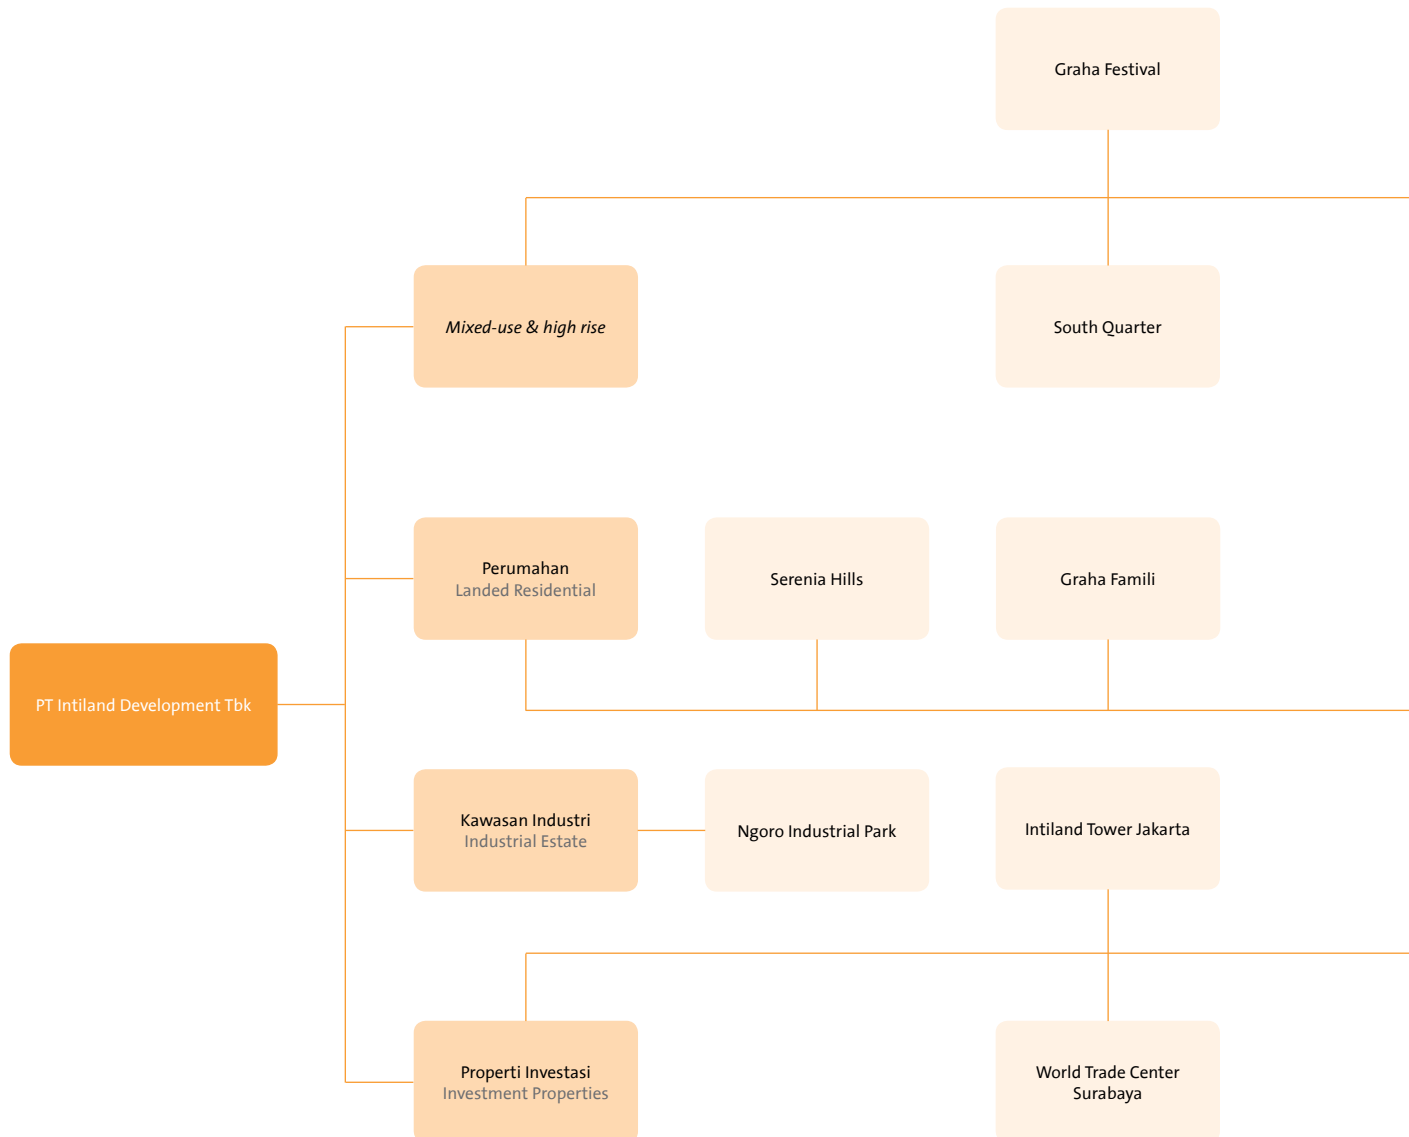 Graha Festival
Mixed-use & high rise
South Quarter
Perumahan
Landed Residential
Serenia Hills
Graha Famili
PT Intiland Development Tbk
Kawasan Industri
Industrial Estate
Ngoro Industrial Park
Intiland Tower Jakarta
Properti Investasi
Investment Properties
World Trade Center
Surabaya